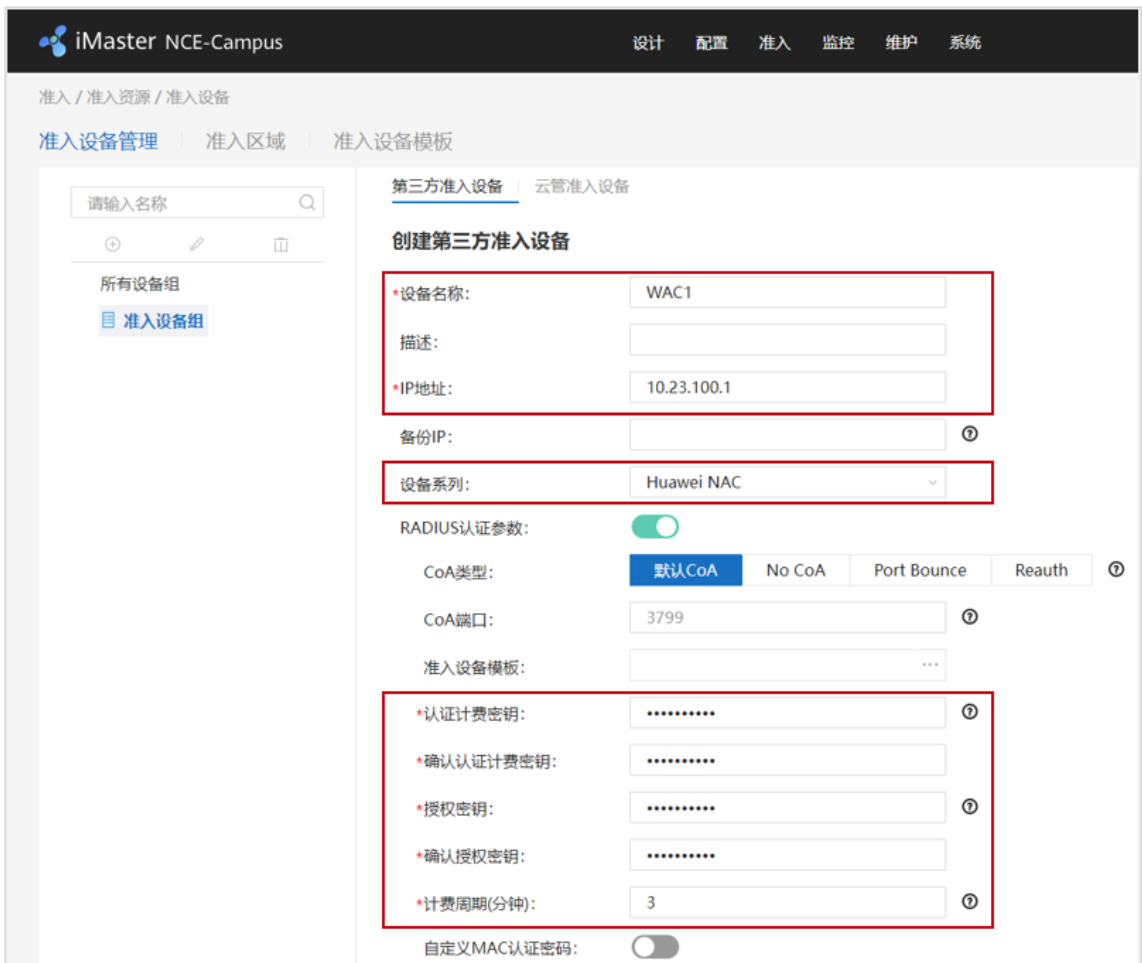 iMaster NCE-Campus 设计 配置 准入 监控 维护 系统
准入 / 准入资源 / 准入设备
准入设备管理 准入区域 准入设备模板
请输入名称
所有设备组
准入设备组
第三方准入设备 云管准入设备
创建第三方准入设备
*设备名称: WAC1
描述:
*IP地址: 10.23.100.1
备份IP:
设备系列: Huawei NAC
RADIUS认证参数:
CoA类型: 默认CoA No CoA Port Bounce Reauth
CoA端口: 3799
准入设备模板: ...
*认证计费密钥: ••••••••••
*确认认证计费密钥: ••••••••••
*授权密钥: ••••••••••
*确认授权密钥: ••••••••••
*计费周期(分钟): 3
自定义MAC认证密码: